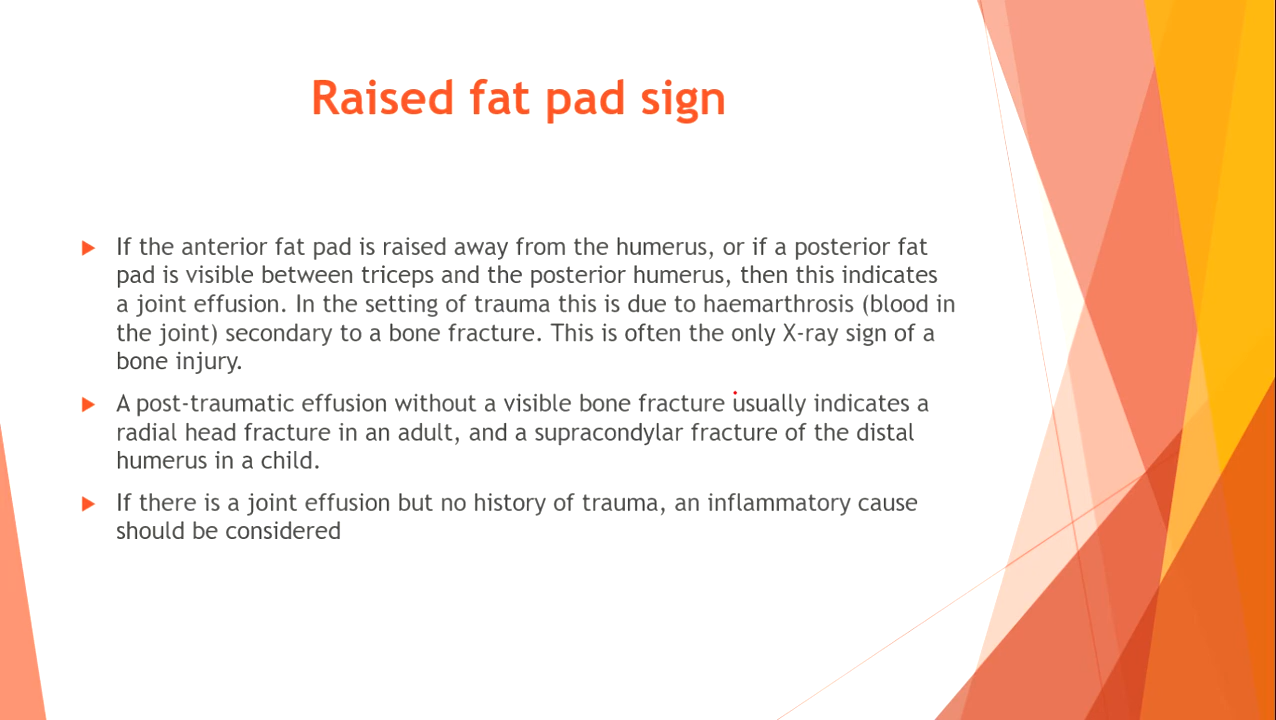 Raised fat pad sign
If the anterior fat pad is raised away from the humerus, or if a posterior fat
pad is visible between triceps and the posterior humerus, then this indicates
a joint effusion. In the setting of trauma this is due to haemarthrosis (blood in
the joint) secondary to a bone fracture. This is often the only X-ray sign of a
bone injury.
A post-traumatic effusion without a visible bone fracture usually indicates a
radial head fracture in an adult, and a supracondylar fracture of the distal
humerus in a child.
If there is a joint effusion but no history of trauma, an inflammatory cause
should be considered